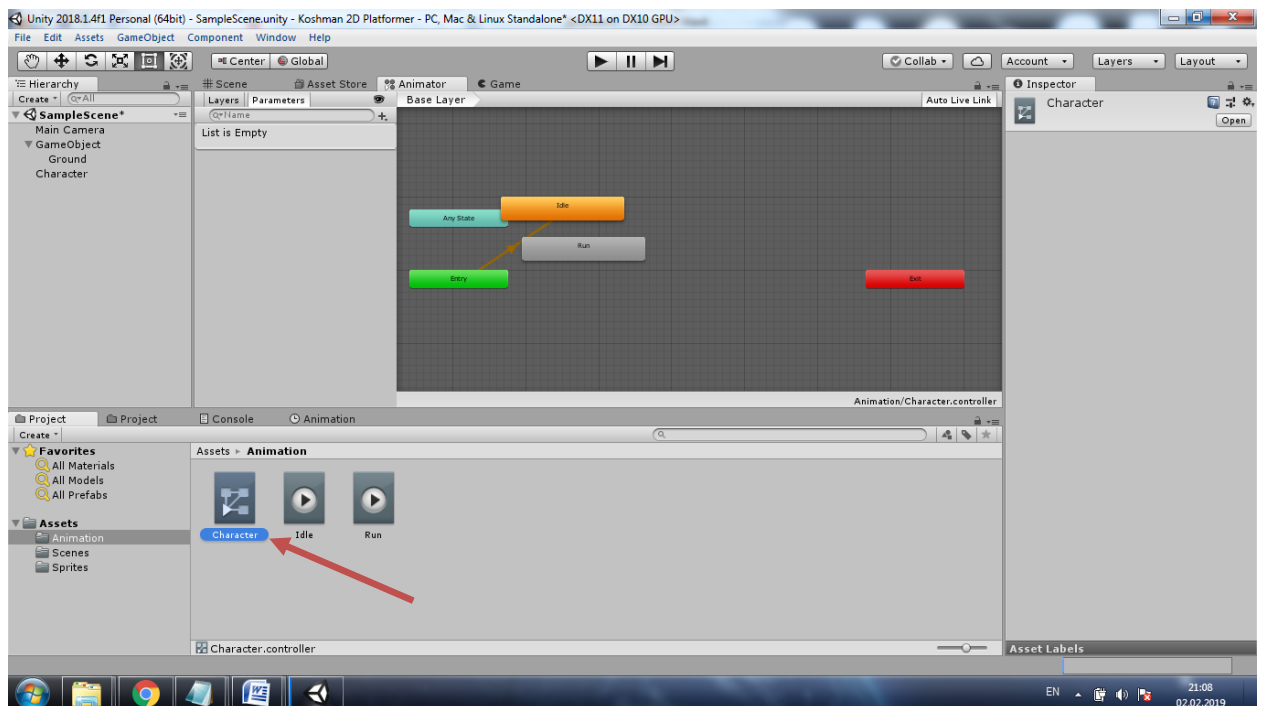 Unity 2018.1.4f1 Personal (64bit) - SampleScene.unity - Koshman 2D Platformer - PC, Mac & Linux Standalone* <DX11 on DX10 GPU>
File Edit Assets GameObject Component Window Help
Center Global Collab Account Layers Layout
Hierarchy Scene Asset Store Animator Game Inspector
Create All Layers Parameters Base Layer Auto Live Link Character
SampleScene* Name Open
Main Camera List is Empty
GameObject
Ground
Character
Idle
Any State
Run
Entry Exit
Animation/Character.controller
Project Project Console Animation
Create
Favorites Assets Animation
All Materials
All Models
All Prefabs
Assets
Animation Character Idle Run
Scenes
Sprites
Character.controller Asset Labels
EN 21:08
02.02.2019